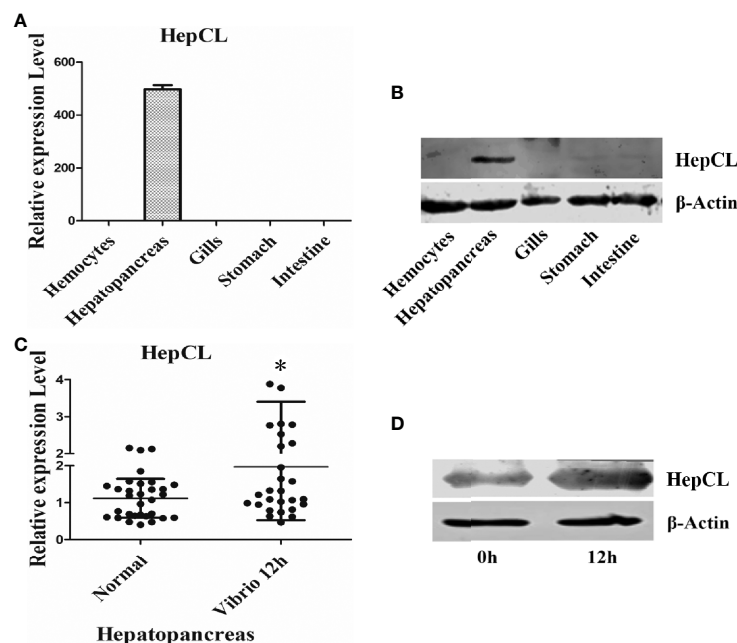 A
HepCL
Relative expression Level
600
400
200
0
Hemocytes
Hepatopancreas
Gills
Stomach
Intestine
B
HepCL
β-Actin
Hemocytes
Hepatopancreas
Gills
Stomach
Intestine
C
HepCL
*
Relative expression Level
4
3
2
2
1
0
Normal
Vibrio 12h
Hepatopancreas
D
HepCL
β-Actin
0h 12h